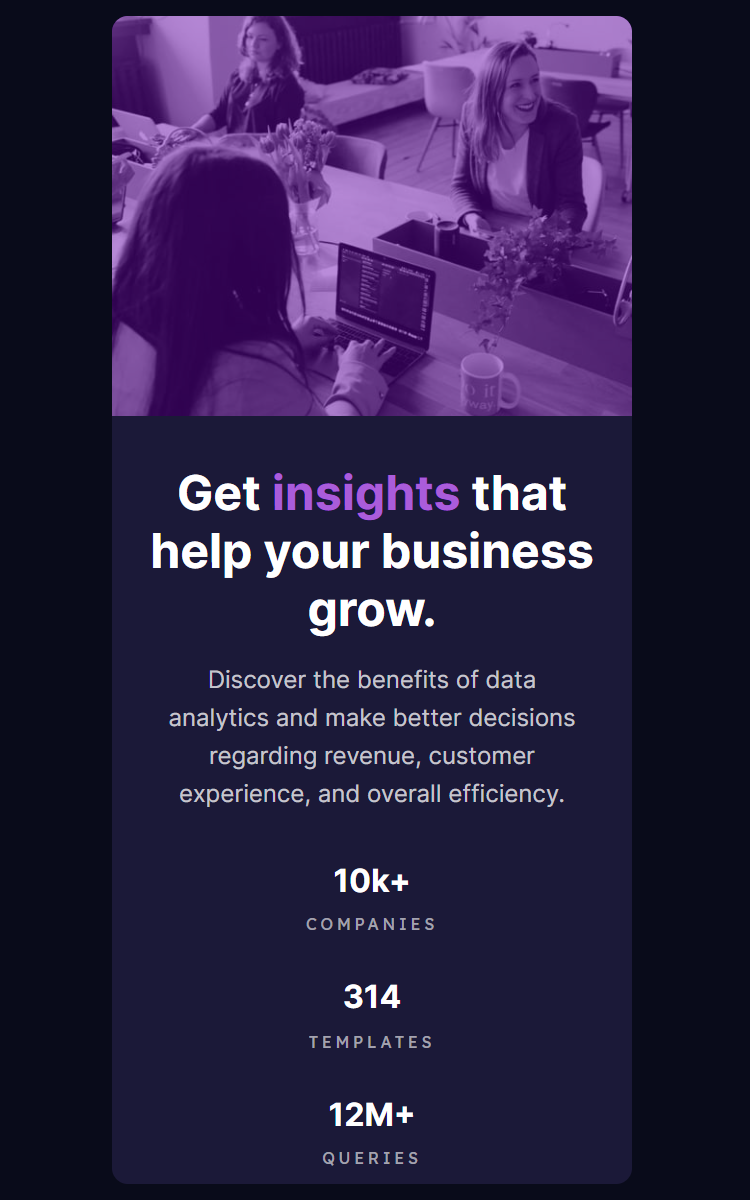 Get insights that
help your business
grow.
Discover the benefits of data
analytics and make better decisions
regarding revenue, customer
experience, and overall efficiency.
10k+
COMPANIES
314
TEMPLATES
12M+
QUERIES